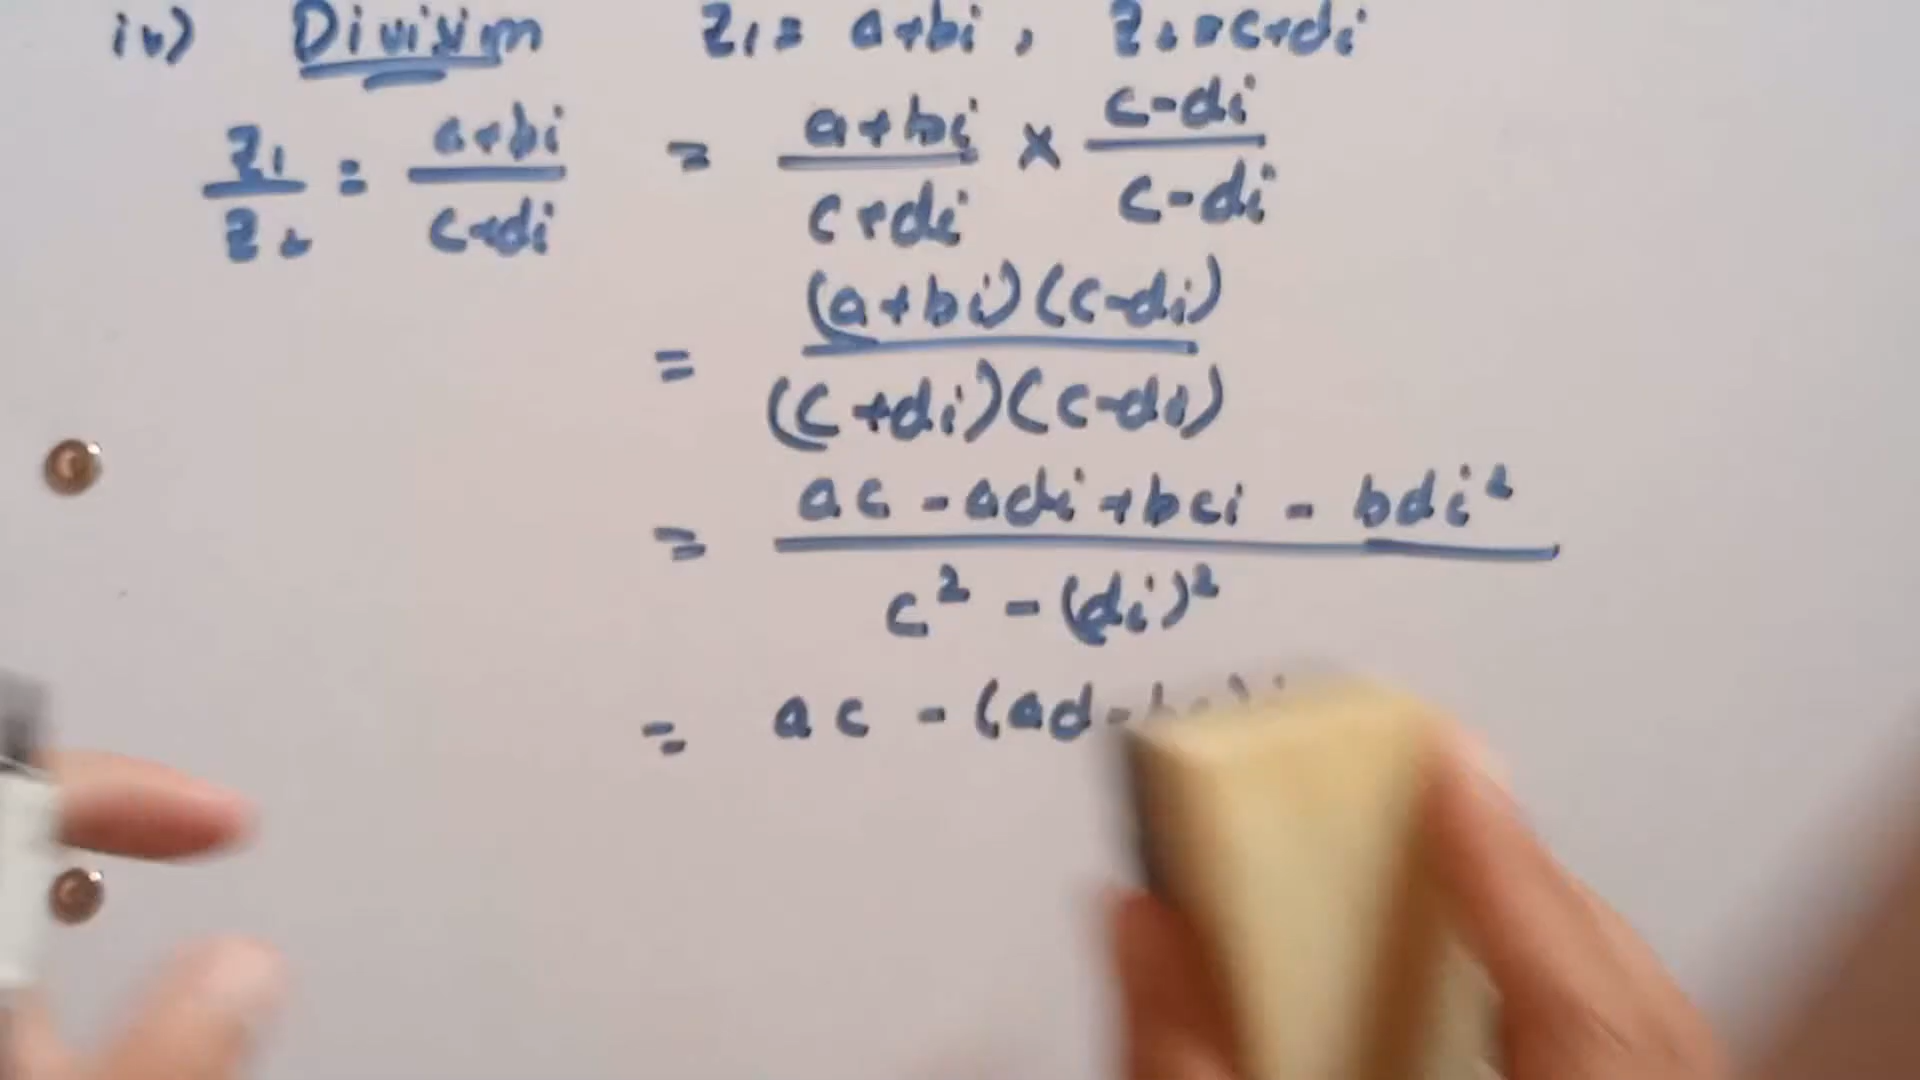 iv) Division z1 = a+bi, z2 = c+di
z1/z2 = a+bi/c+di = a+bi/c+di × c-di/c-di
= (a+bi)(c-di)/(c+di)(c-di)
= ac - adi + bci - bdi²/c² - (di)²
= ac - (ad -